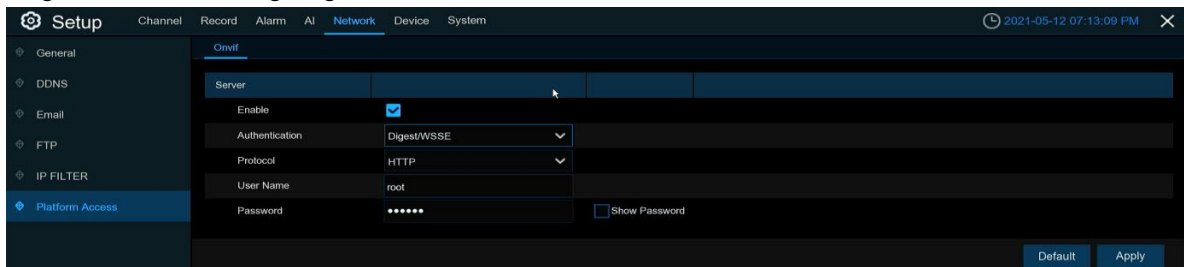 Setup Channel Record Alarm AI Network Device System 2021-05-12 07:13:09 PM
General
DDNS
Email
FTP
IP FILTER
Platform Access
Onvif
Server
Enable
Authentication Digest/WSSE
Protocol HTTP
User Name root
Password •••••• Show Password
Default Apply